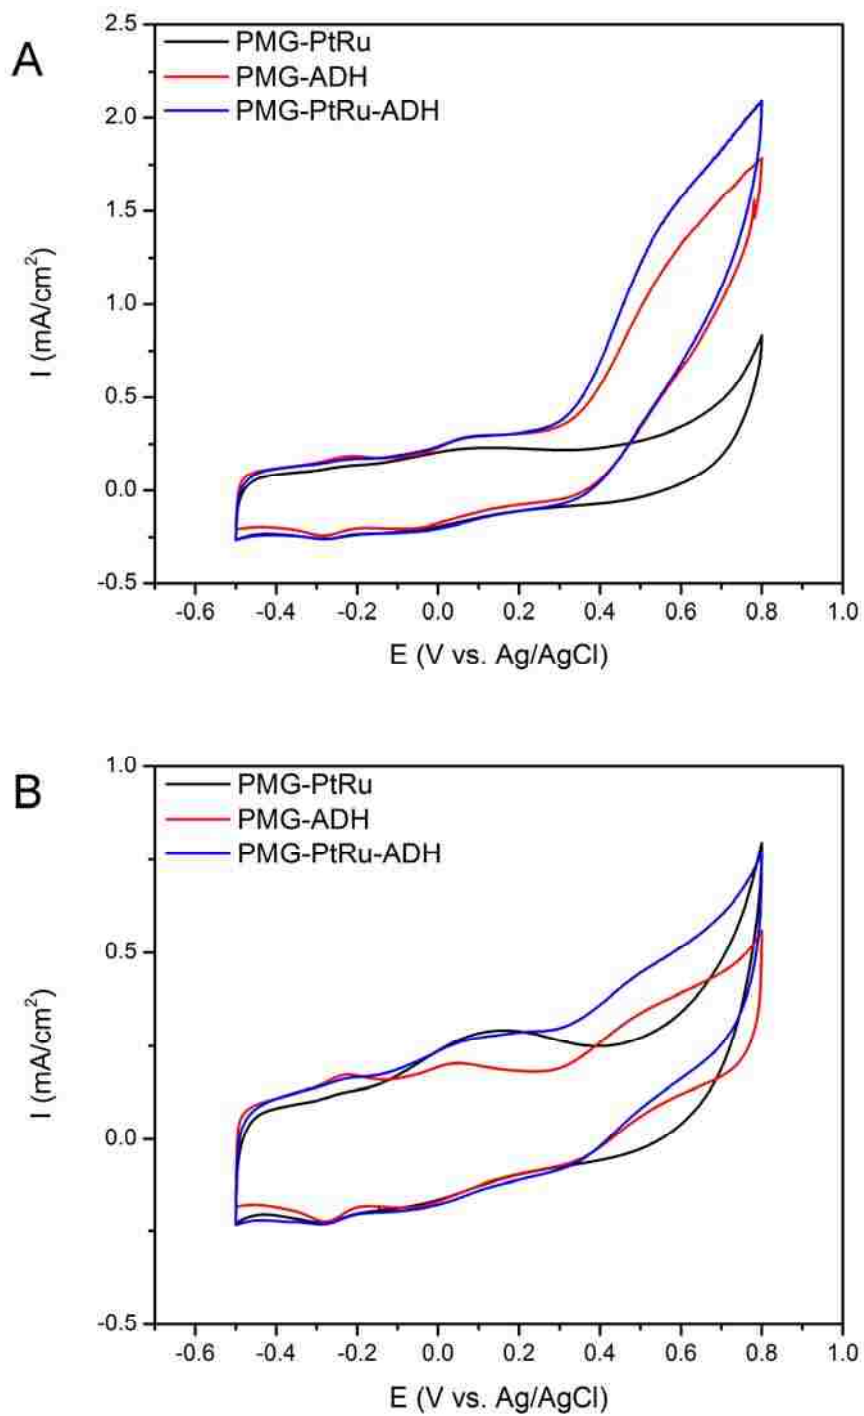 A
PMG-PtRu
PMG-ADH
PMG-PtRu-ADH
2.5
2.0
1.5
1.0
0.5
0.0
-0.5
I (mA/cm²)
-0.6 -0.4 -0.2 0.0 0.2 0.4 0.6 0.8 1.0
E (V vs. Ag/AgCl)
B
PMG-PtRu
PMG-ADH
PMG-PtRu-ADH
1.0
0.5
0.0
-0.5
I (mA/cm²)
-0.6 -0.4 -0.2 0.0 0.2 0.4 0.6 0.8 1.0
E (V vs. Ag/AgCl)